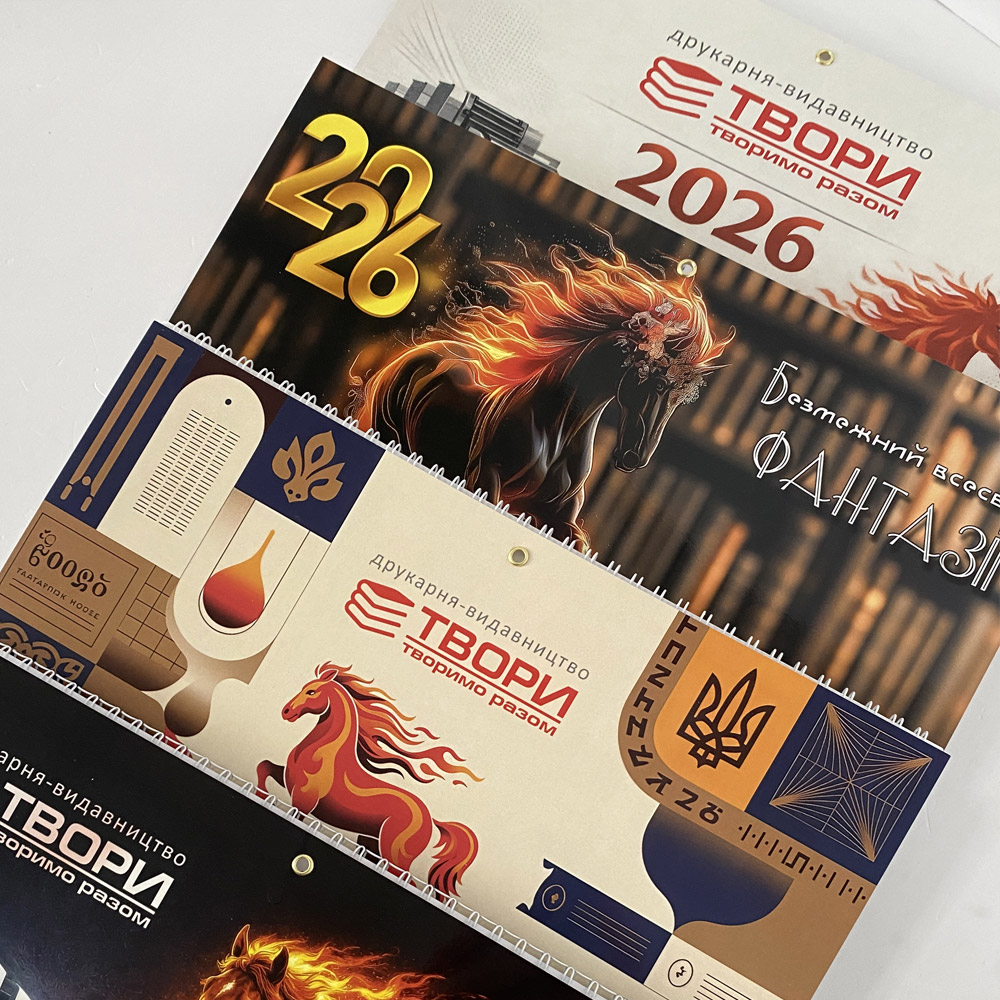 друкарня-видавництво
ТВОРИ
творимо разом
2026
2026
Безмежний всесв
ФАНТАЗІ
друкарня-видавництво
ТВОРИ
творимо разом
арня-видавництво
ТВОРИ
воримо разом